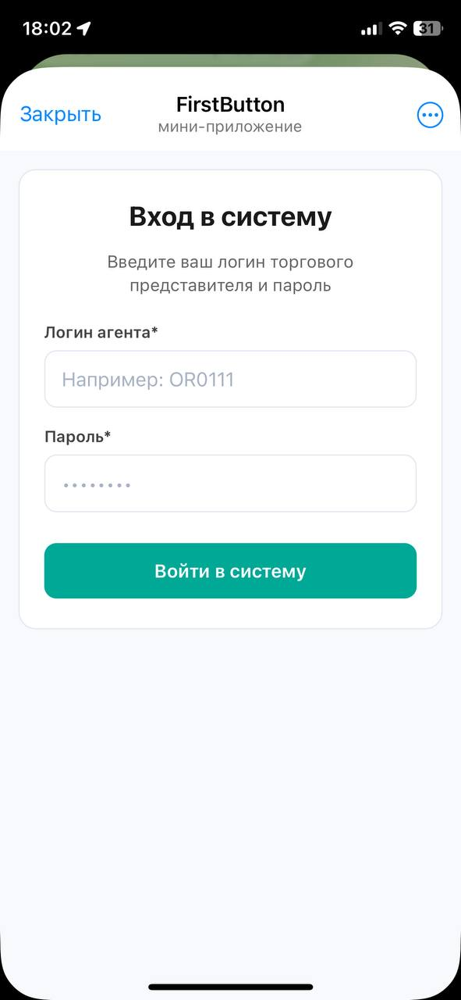 18:02
31
Закрыть
FirstButton
мини-приложение
Вход в систему
Введите ваш логин торгового
представителя и пароль
Логин агента*
Например: OR0111
Пароль*
••••••••
Войти в систему